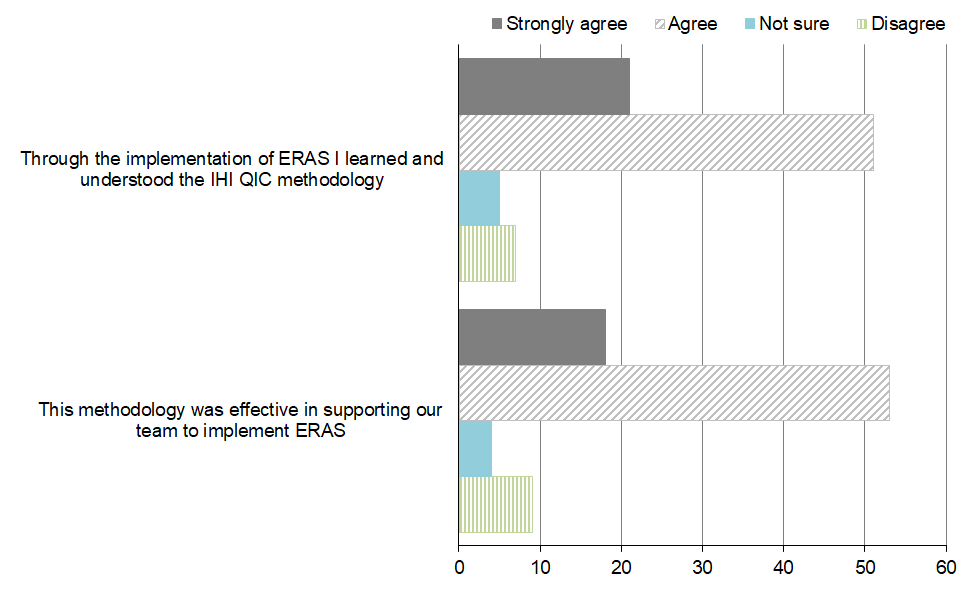 Strongly agree Agree Not sure Disagree
Through the implementation of ERAS I learned and
understood the IHI QIC methodology
This methodology was effective in supporting our
team to implement ERAS
0 10 20 30 40 50 60